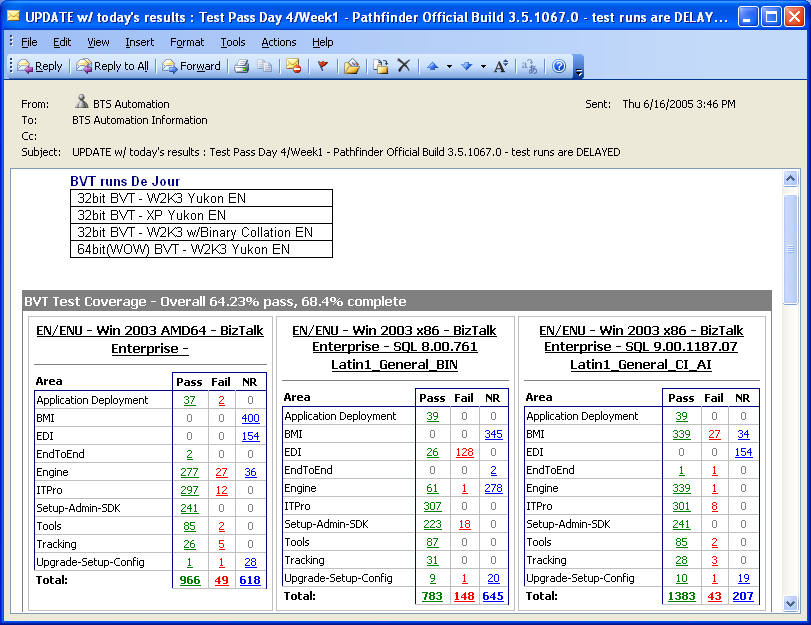 UPDATE w/ today's results : Test Pass Day 4/Week1 - Pathfinder Official Build 3.5.1067.0 - test runs are DELAY...
File Edit View Insert Format Tools Actions Help
Reply Reply to All Forward
From: BTS Automation Sent: Thu 6/16/2005 3:46 PM
To: BTS Automation Information
Cc:
Subject: UPDATE w/ today's results : Test Pass Day 4/Week1 - Pathfinder Official Build 3.5.1067.0 - test runs are DELAYED
BVT runs De Jour
32bit BVT - W2K3 Yukon EN
32bit BVT - XP Yukon EN
32bit BVT - W2K3 w/Binary Collation EN
64bit(WOW) BVT - W2K3 Yukon EN
BVT Test Coverage - Overall 64.23% pass, 68.4% complete
EN/ENU - Win 2003 AMD64 - BizTalk
Enterprise -
Area Pass Fail NR
Application Deployment 37 2 0
BMI 0 0 400
EDI 0 0 154
EndToEnd 2 0 0
Engine 277 27 36
ITPro 297 12 0
Setup-Admin-SDK 241 0 0
Tools 85 2 0
Tracking 26 5 0
Upgrade-Setup-Config 1 1 28
Total: 966 49 618
EN/ENU - Win 2003 x86 - BizTalk
Enterprise - SQL 8.00.761
Latin1_General_BIN
Area Pass Fail NR
Application Deployment 39 0 0
BMI 0 0 345
EDI 26 128 0
EndToEnd 0 0 2
Engine 61 1 278
ITPro 307 0 0
Setup-Admin-SDK 223 18 0
Tools 87 0 0
Tracking 31 0 0
Upgrade-Setup-Config 9 1 20
Total: 783 148 645
EN/ENU - Win 2003 x86 - BizTalk
Enterprise - SQL 9.00.1187.07
Latin1_General_CI_AI
Area Pass Fail NR
Application Deployment 39 0 0
BMI 339 27 34
EDI 0 0 154
EndToEnd 1 1 0
Engine 339 1 0
ITPro 301 8 0
Setup-Admin-SDK 241 0 0
Tools 85 2 0
Tracking 28 3 0
Upgrade-Setup-Config 10 1 19
Total: 1383 43 207